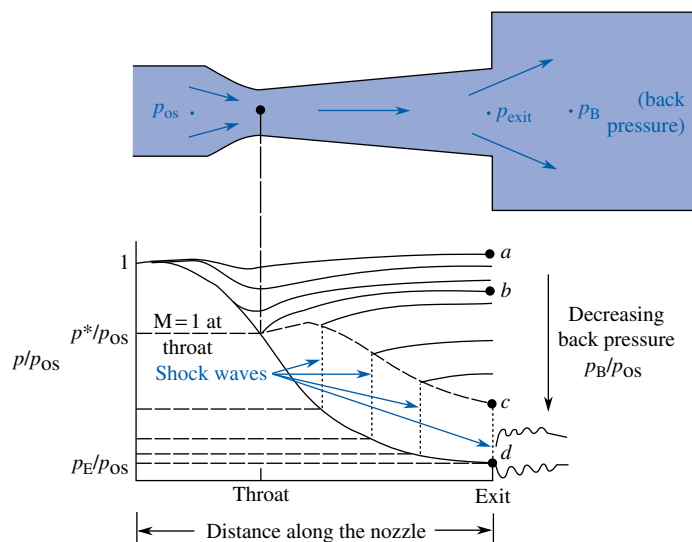 p_os
p_exit
p_B
(back
pressure)
a
1
b
M = 1 at
throat
p*/p_os
Decreasing
back pressure
p_B/p_os
p/p_os
Shock waves
c
d
p_E/p_os
Throat
Exit
Distance along the nozzle